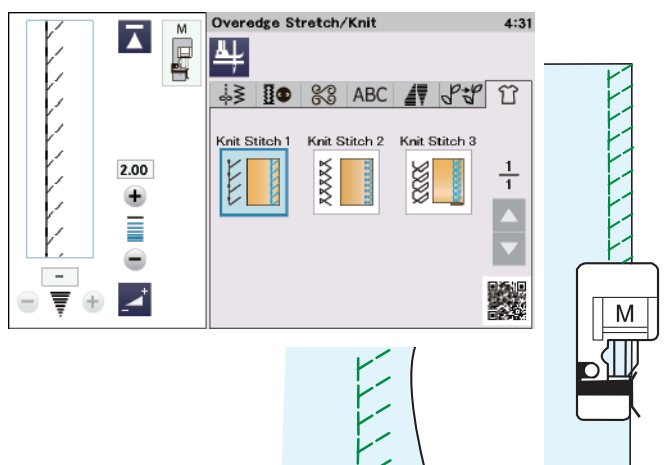 M
2.00
-
Overedge Stretch/Knit 4:31
ABC
Knit Stitch 1 Knit Stitch 2 Knit Stitch 3
1
1
M